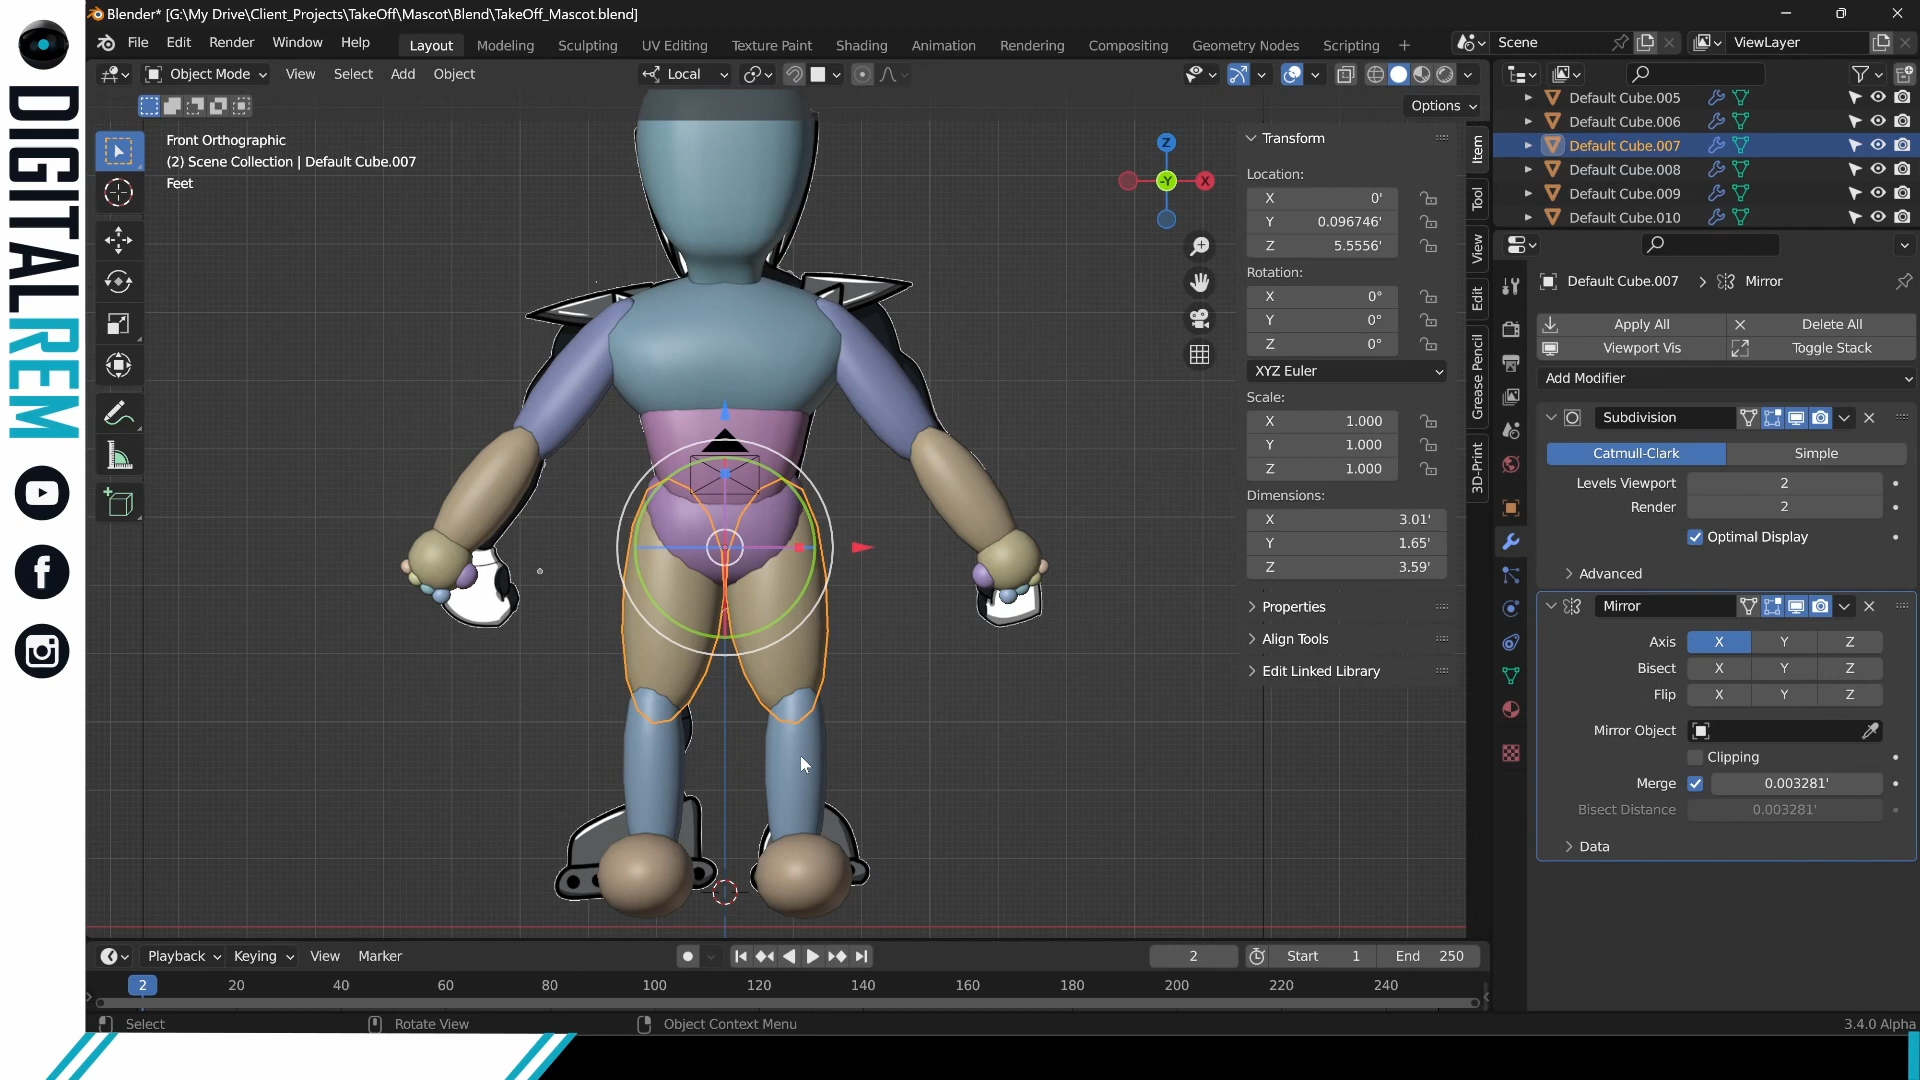 DIGITALREM
Blender* [G:\My Drive\Client_Projects\TakeOff\Mascot\Blend\TakeOff_Mascot.blend]
File Edit Render Window Help
Layout Modeling Sculpting UV Editing Texture Paint Shading Animation Rendering Compositing Geometry Nodes Scripting +
Scene
ViewLayer
Object Mode View Select Add Object
Local
Options
Front Orthographic
(2) Scene Collection | Default Cube.007
Feet
Z
-Y X
Transform
Location:
X 0'
Y 0.096746'
Z 5.5556'
Rotation:
X 0°
Y 0°
Z 0°
XYZ Euler
Scale:
X 1.000
Y 1.000
Z 1.000
Dimensions:
X 3.01'
Y 1.65'
Z 3.59'
Properties
Align Tools
Edit Linked Library
Item
Tool
View
Edit
Grease Pencil
3D-Print
Default Cube.005
Default Cube.006
Default Cube.007
Default Cube.008
Default Cube.009
Default Cube.010
Default Cube.007 Mirror
Apply All Delete All
Viewport Vis Toggle Stack
Add Modifier
Subdivision
Catmull-Clark Simple
Levels Viewport 2
Render 2
Optimal Display
Advanced
Mirror
Axis X Y Z
Bisect X Y Z
Flip X Y Z
Mirror Object
Clipping
Merge 0.003281'
Bisect Distance 0.003281'
Data
Playback Keying View Marker
2 Start 1 End 250
2 20 40 60 80 100 120 140 160 180 200 220 240
Select Rotate View Object Context Menu
3.4.0 Alpha